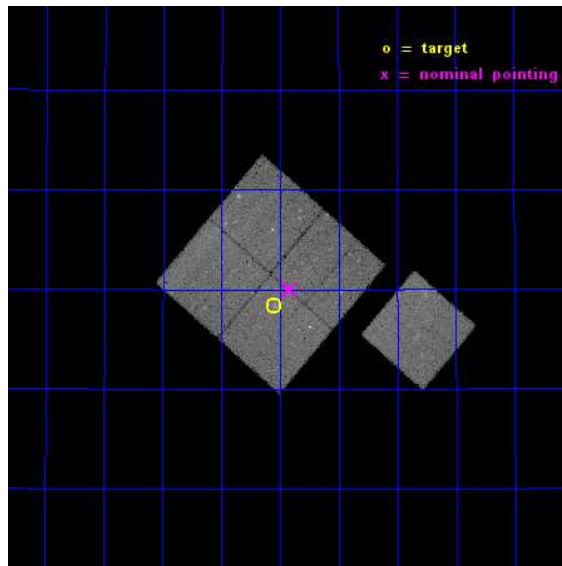 o = target
x = nominal pointing